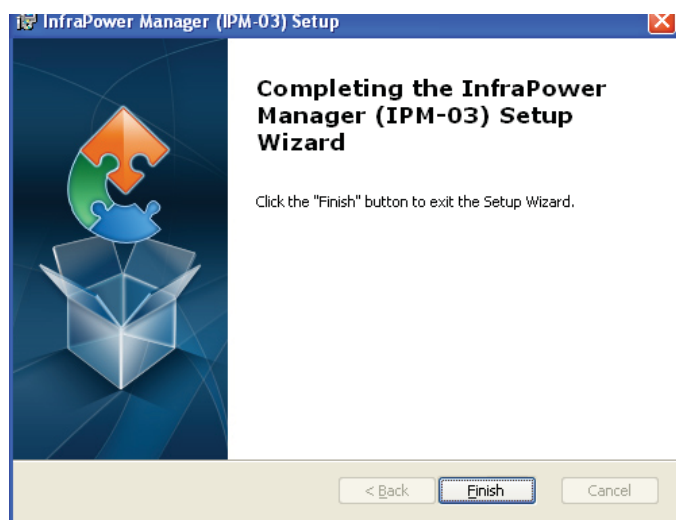 InfraPower Manager (IPM-03) Setup
Completing the InfraPower
Manager (IPM-03) Setup
Wizard
Click the "Finish" button to exit the Setup Wizard.
< Back
Finish
Cancel